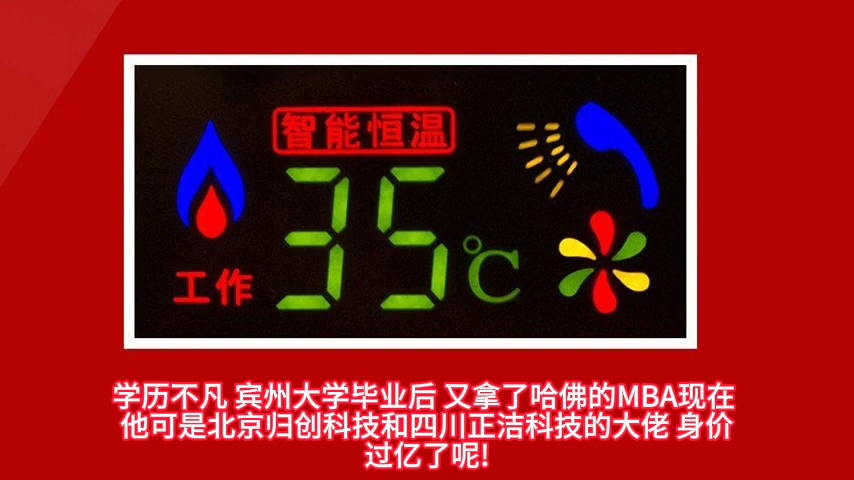 智能恒温
35℃
工作
学历不凡 宾州大学毕业后 又拿了哈佛的MBA现在
他可是北京归创科技和四川正洁科技的大佬 身价
过亿了呢!